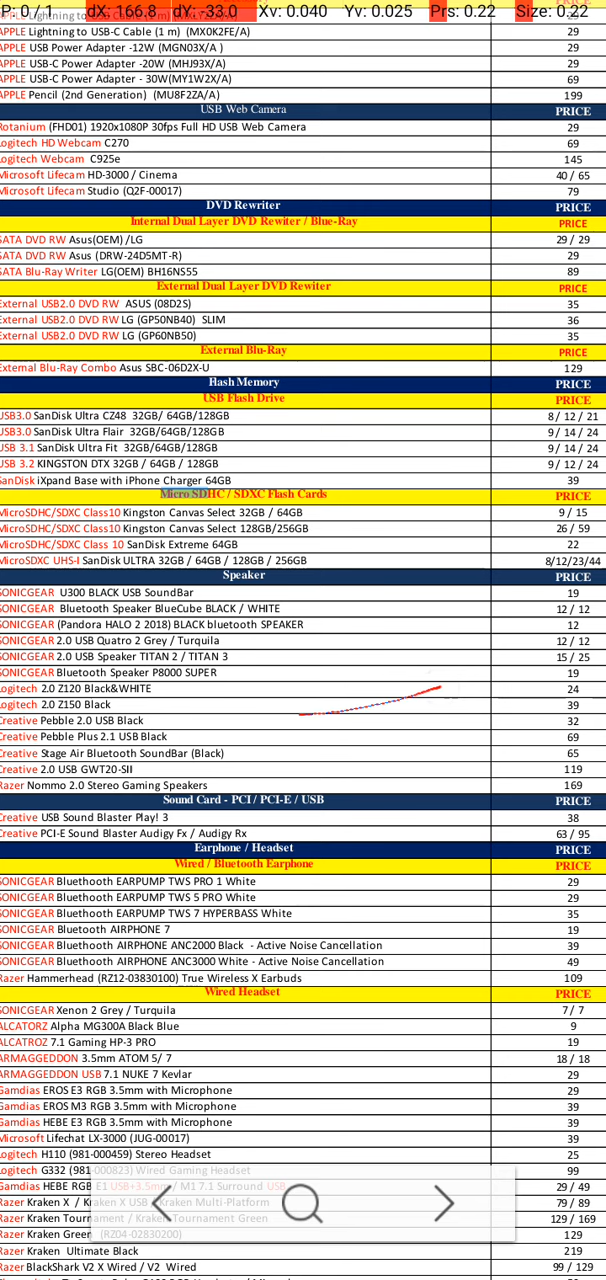 P: 0 / 1 dX: 166.8 dY: -33.0 Xv: 0.040 Yv: 0.025 Prs: 0.22 Size: 0.22
APPLE Lightning to USB-C Cable (1 m) (MX0K2FE/A) 29
APPLE USB Power Adapter -12W (MGN03X/A ) 29
APPLE USB-C Power Adapter -20W (MHJ93X/A) 29
APPLE USB-C Power Adapter - 30W(MY1W2X/A) 69
APPLE Pencil (2nd Generation) (MU8F2ZA/A) 199
USB Web Camera PRICE
Rotanium (FHD01) 1920x1080P 30fps Full HD USB Web Camera 29
Logitech HD Webcam C270 69
Logitech Webcam C925e 145
Microsoft Lifecam HD-3000 / Cinema 40 / 65
Microsoft Lifecam Studio (Q2F-00017) 79
DVD Rewriter PRICE
Internal Dual Layer DVD Rewiter / Blue-Ray PRICE
SATA DVD RW Asus(OEM) /LG 29 / 29
SATA DVD RW Asus (DRW-24D5MT-R) 29
SATA Blu-Ray Writer LG(OEM) BH16NS55 89
External Dual Layer DVD Rewiter PRICE
External USB2.0 DVD RW ASUS (08D2S) 35
External USB2.0 DVD RW LG (GP50NB40) SLIM 36
External USB2.0 DVD RW LG (GP60NB50) 35
External Blu-Ray PRICE
External Blu-Ray Combo Asus SBC-06D2X-U 129
Flash Memory PRICE
USB Flash Drive PRICE
USB3.0 SanDisk Ultra CZ48 32GB/ 64GB/128GB 8 / 12 / 21
USB3.0 SanDisk Ultra Flair 32GB/64GB/128GB 9 / 14 / 24
USB 3.1 SanDisk Ultra Fit 32GB/64GB/128GB 9 / 14 / 24
USB 3.2 KINGSTON DTX 32GB / 64GB / 128GB 9 / 12 / 24
SanDisk iXpand Base with iPhone Charger 64GB 39
Micro SDHC / SDXC Flash Cards PRICE
MicroSDHC/SDXC Class10 Kingston Canvas Select 32GB / 64GB 9 / 15
MicroSDHC/SDXC Class10 Kingston Canvas Select 128GB/256GB 26 / 59
MicroSDHC/SDXC Class 10 SanDisk Extreme 64GB 22
MicroSDXC UHS-I SanDisk ULTRA 32GB / 64GB / 128GB / 256GB 8/12/23/44
Speaker PRICE
SONICGEAR U300 BLACK USB SoundBar 19
SONICGEAR Bluetooth Speaker BlueCube BLACK / WHITE 12 / 12
SONICGEAR (Pandora HALO 2 2018) BLACK bluetooth SPEAKER 12
SONICGEAR 2.0 USB Quatro 2 Grey / Turquila 12 / 12
SONICGEAR 2.0 USB Speaker TITAN 2 / TITAN 3 15 / 25
SONICGEAR Bluetooth Speaker P8000 SUPER 19
Logitech 2.0 Z120 Black&WHITE 24
Logitech 2.0 Z150 Black 39
Creative Pebble 2.0 USB Black 32
Creative Pebble Plus 2.1 USB Black 69
Creative Stage Air Bluetooth SoundBar (Black) 65
Creative 2.0 USB GWT20-SII 119
Razer Nommo 2.0 Stereo Gaming Speakers 169
Sound Card - PCI / PCI-E / USB PRICE
Creative USB Sound Blaster Play! 3 38
Creative PCI-E Sound Blaster Audigy Fx / Audigy Rx 63 / 95
Earphone / Headset PRICE
Wired / Bluetooth Earphone PRICE
SONICGEAR Bluethooth EARPUMP TWS PRO 1 White 29
SONICGEAR Bluethooth EARPUMP TWS 5 PRO White 29
SONICGEAR Bluethooth EARPUMP TWS 7 HYPERBASS White 35
SONICGEAR Bluetooth AIRPHONE 7 19
SONICGEAR Bluethooth AIRPHONE ANC2000 Black - Active Noise Cancellation 39
SONICGEAR Bluethooth AIRPHONE ANC3000 White - Active Noise Cancellation 49
Razer Hammerhead (RZ12-03830100) True Wireless X Earbuds 109
Wired Headset PRICE
SONICGEAR Xenon 2 Grey / Turquila 7 / 7
ALCATORZ Alpha MG300A Black Blue 9
ALCATROZ 7.1 Gaming HP-3 PRO 19
ARMAGGEDDON 3.5mm ATOM 5/ 7 18 / 18
ARMAGGEDDON USB 7.1 NUKE 7 Kevlar 29
Gamdias EROS E3 RGB 3.5mm with Microphone 29
Gamdias EROS M3 RGB 3.5mm with Microphone 39
Gamdias HEBE E3 RGB 3.5mm with Microphone 39
Microsoft Lifechat LX-3000 (JUG-00017) 39
Logitech H110 (981-000459) Stereo Headset 25
Logitech G332 (981-000823) Wired Gaming Headset 99
Gamdias HEBE RGB E1 USB+3.5mm / M1 7.1 Surround USB 29 / 49
Razer Kraken X / Kraken X USB Kraken Multi-Platform 79 / 89
Razer Kraken Tournament / Kraken Tournament Green 129 / 169
Razer Kraken Green (RZ04-02830200) 129
Razer Kraken Ultimate Black 219
Razer BlackShark V2 X Wired / V2 Wired 99 / 129